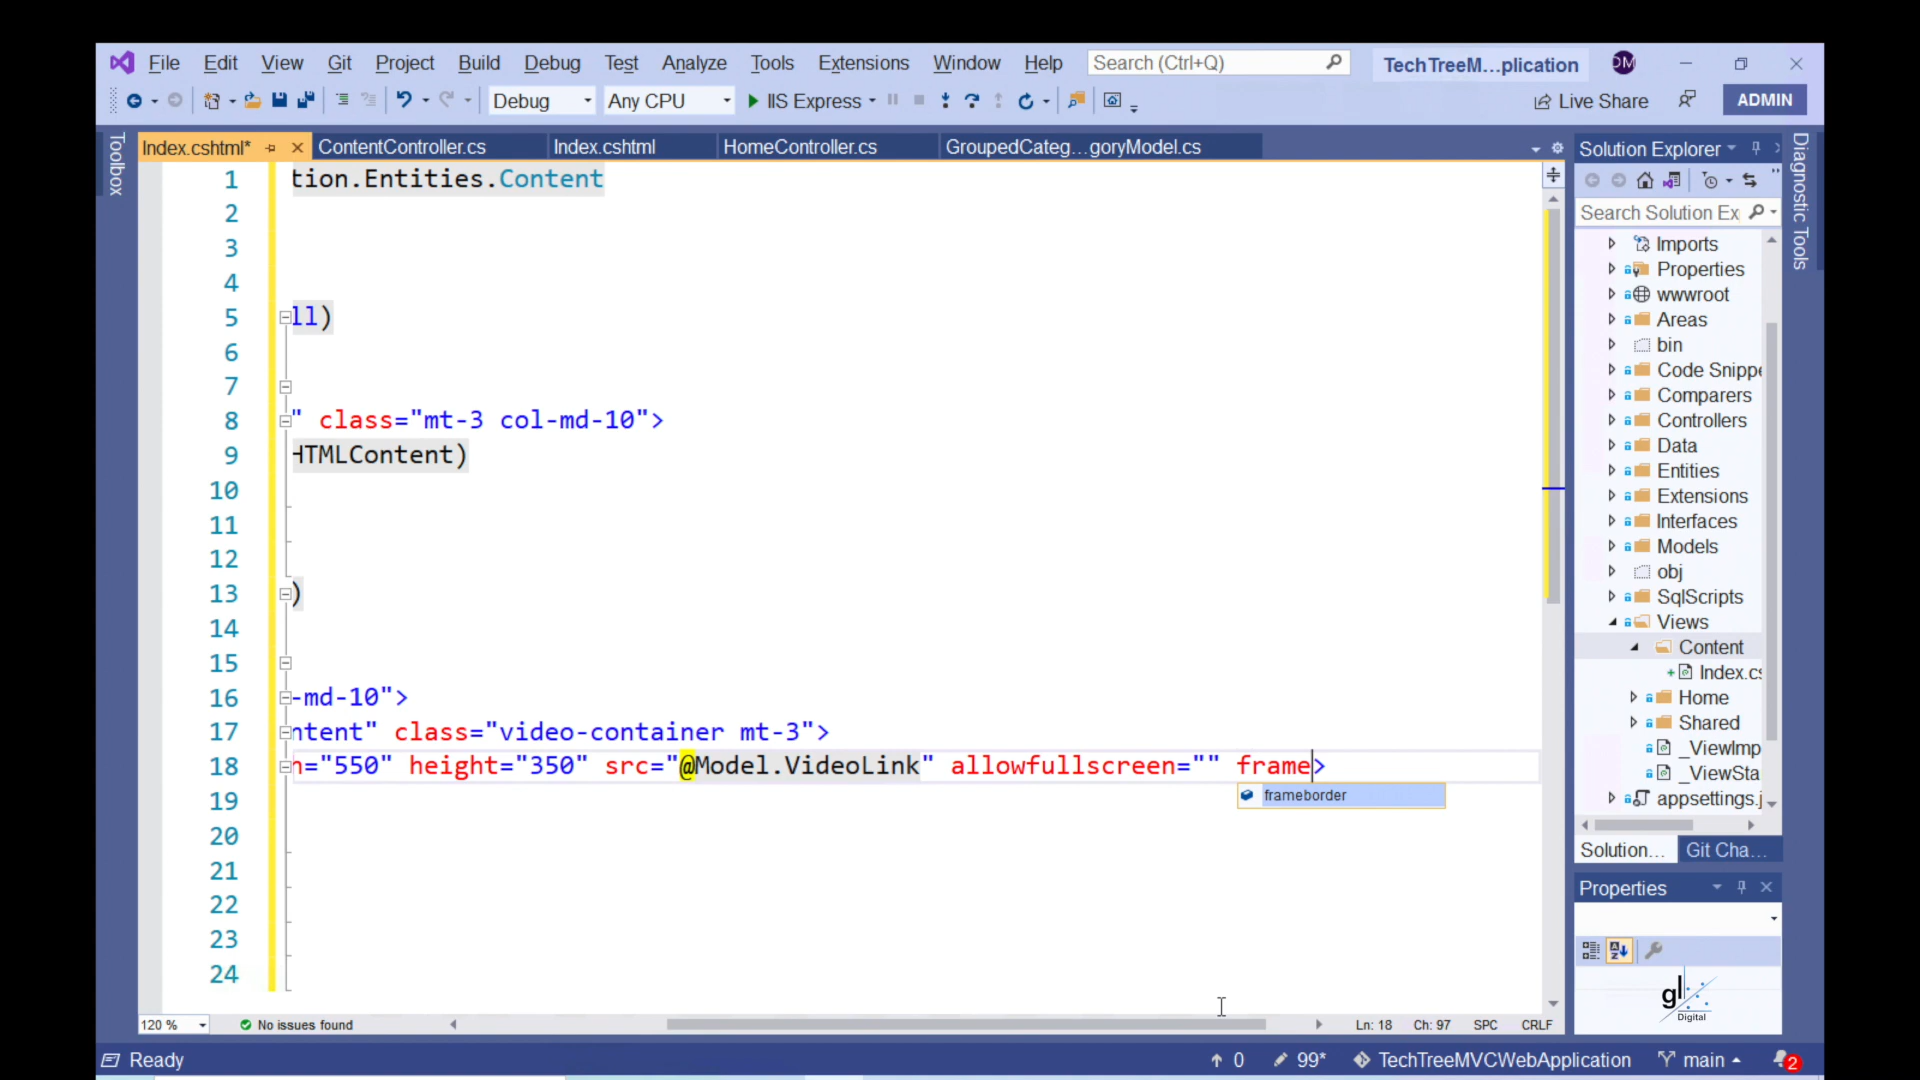 File Edit View Git Project Build Debug Test Analyze Tools Extensions Window Help Search (Ctrl+Q) TechTreeM...plication DM
Debug Any CPU IIS Express Live Share ADMIN
Toolbox
Index.cshtml* ContentController.cs Index.cshtml HomeController.cs GroupedCateg...goryModel.cs
1 tion.Entities.Content
2
3
4
5 ll)
6
7
8 " class="mt-3 col-md-10">
9 HTMLContent)
10
11
12
13 )
14
15
16 -md-10">
17 ntent" class="video-container mt-3">
18 h="550" height="350" src="@Model.VideoLink" allowfullscreen="" frame>
frameborder
19
20
21
22
23
24
120 % No issues found Ln: 18 Ch: 97 SPC CRLF
Solution Explorer
Search Solution Ex
Imports
Properties
wwwroot
Areas
bin
Code Snippe
Comparers
Controllers
Data
Entities
Extensions
Interfaces
Models
obj
SqlScripts
Views
Content
Index.cs
Home
Shared
_ViewImp
_ViewSta
appsettings.j
Solution... Git Cha...
Properties
gl
Digital
Diagnostic Tools
Ready 0 99* TechTreeMVCWebApplication main 2